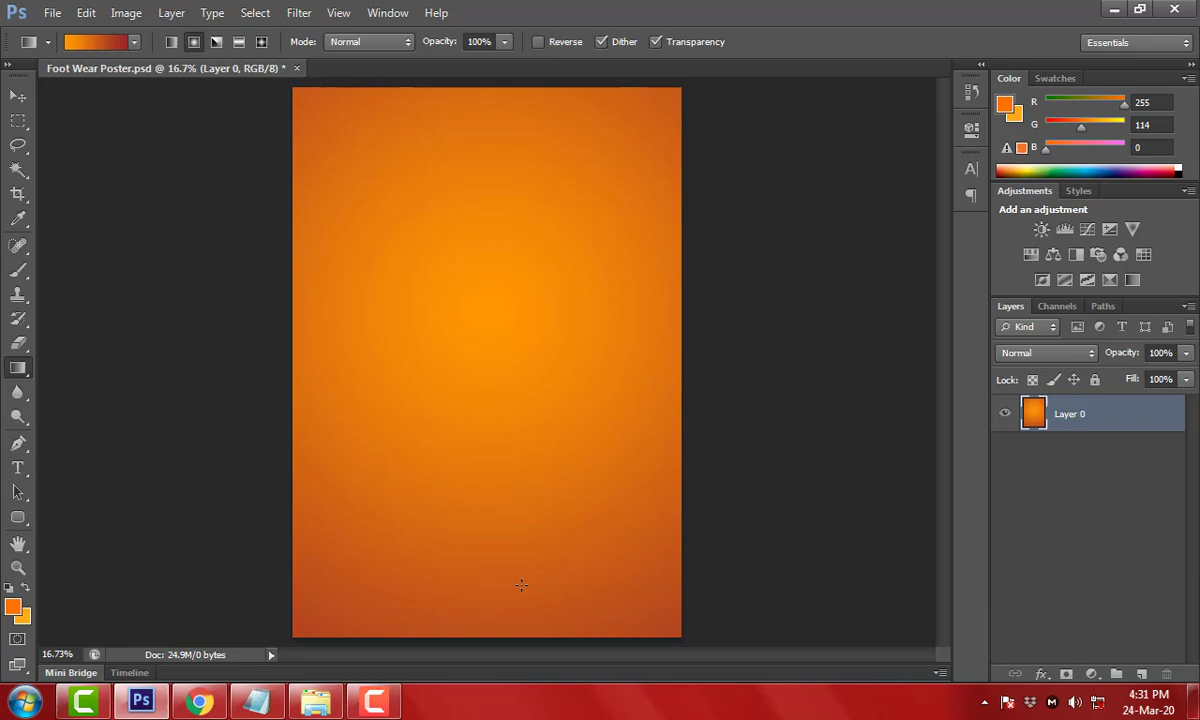 Ps File Edit Image Layer Type Select Filter View Window Help
Mode: Normal Opacity: 100% Reverse Dither Transparency Essentials
Foot Wear Poster.psd @ 16.7% (Layer 0, RGB/8) * ×
Color Swatches
R 255
G 114
B 0
Adjustments Styles
Add an adjustment
Layers Channels Paths
Kind
Normal Opacity: 100%
Lock: Fill: 100%
Layer 0
16.73% Doc: 24.9M/0 bytes
Mini Bridge Timeline
Ps
4:31 PM
24-Mar-20